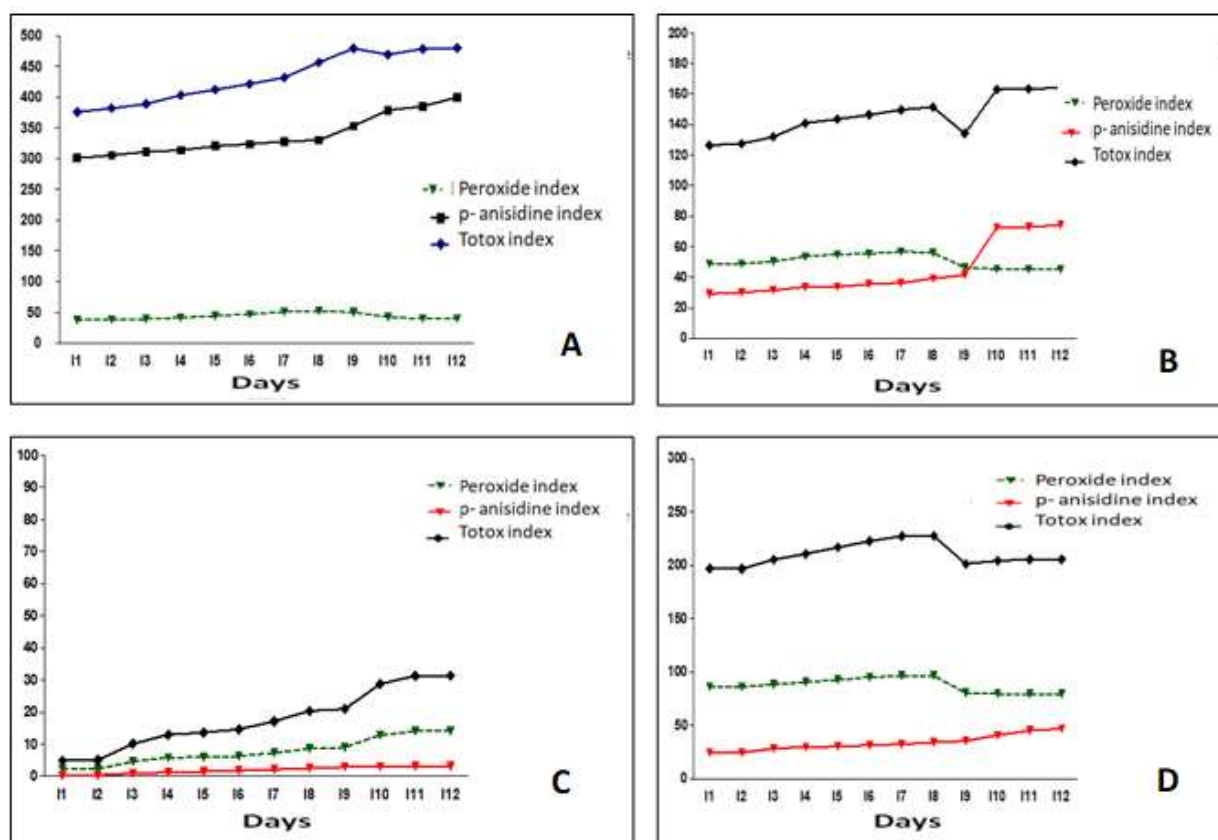 500
450
400
350
300
250
200
150
100
50
0
Peroxide index
p- anisidine index
Totox index
I1 I2 I3 I4 I5 I6 I7 I8 I9 I10 I11 I12
Days
A
200
180
160
140
120
100
80
60
40
20
0
Peroxide index
p- anisidine index
Totox index
I1 I2 I3 I4 I5 I6 I7 I8 I9 I10 I11 I12
Days
B
100
90
80
70
60
50
40
30
20
10
0
Peroxide index
p- anisidine index
Totox index
I1 I2 I3 I4 I5 I6 I7 I8 I9 I10 I11 I12
Days
C
300
250
200
150
100
50
0
Peroxide index
p- anisidine index
Totox index
I1 I2 I3 I4 I5 I6 I7 I8 I9 I10 I11 I12
Days
D